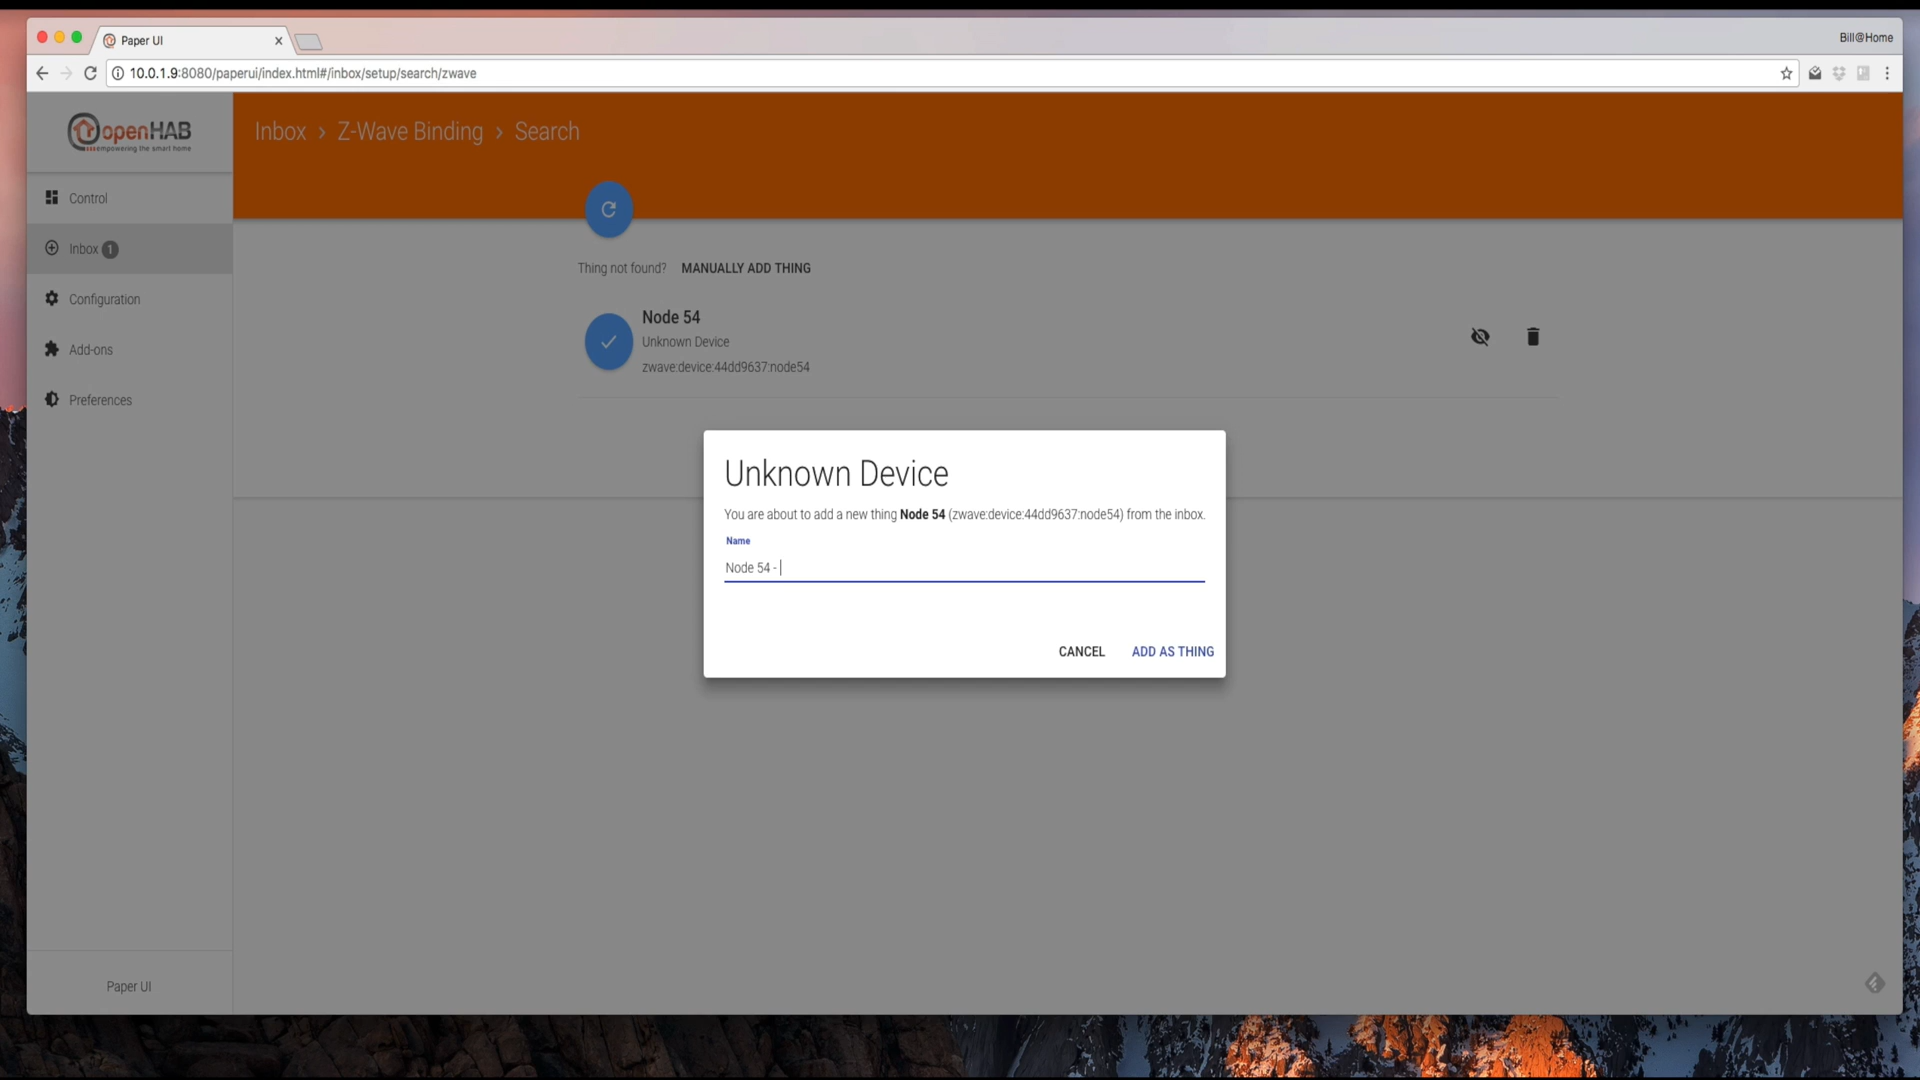 Paper UI
Bill@Home
10.0.1.9:8080/paperui/index.html#/inbox/setup/search/zwave
openHAB
empowering the smart home
Inbox › Z-Wave Binding › Search
Control
Inbox 1
Configuration
Add-ons
Preferences
Thing not found? MANUALLY ADD THING
Node 54
Unknown Device
zwave:device:44dd9637:node54
Unknown Device
You are about to add a new thing Node 54 (zwave:device:44dd9637:node54) from the inbox.
Name
Node 54 -
CANCEL ADD AS THING
Paper UI